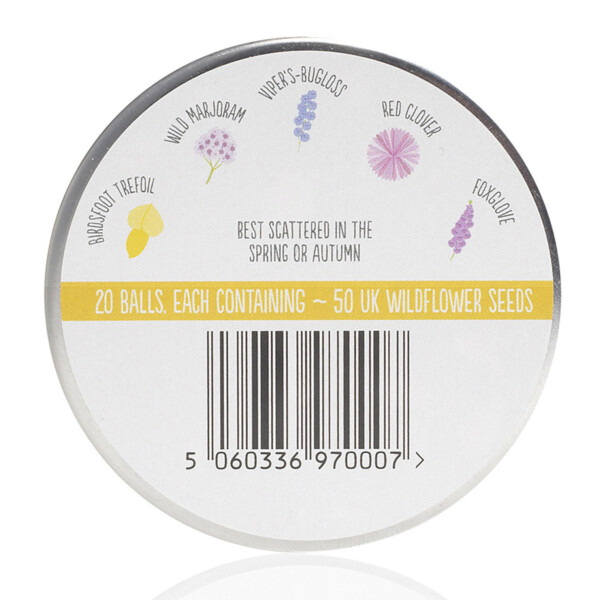 BIRDSFOOT TREFOIL
WILD MARJORAM
VIPER'S-BUGLOSS
RED CLOVER
FOXGLOVE
BEST SCATTERED IN THE
SPRING OR AUTUMN
20 BALLS, EACH CONTAINING ~ 50 UK WILDFLOWER SEEDS
5 060336 970007 >